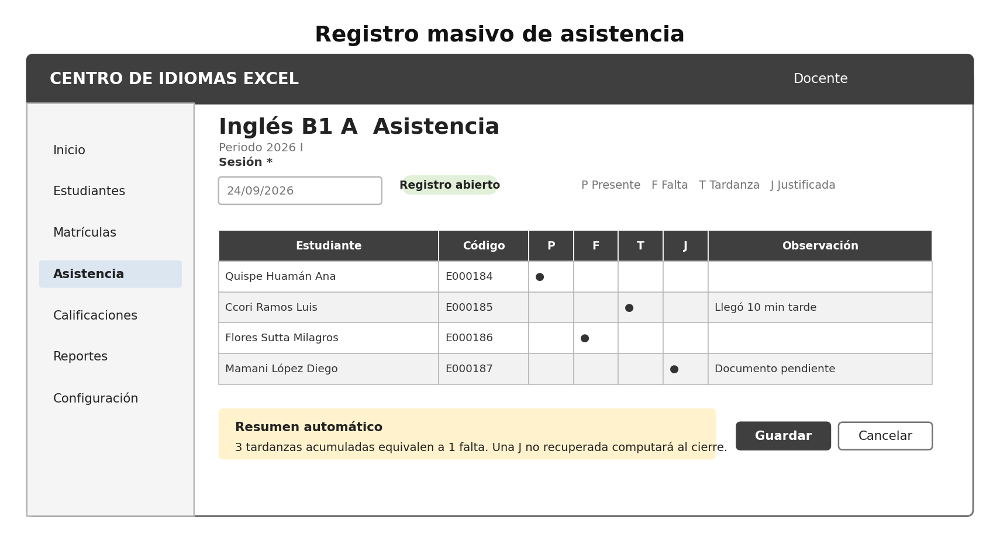 Registro masivo de asistencia
CENTRO DE IDIOMAS EXCEL
Docente
Inicio
Estudiantes
Matrículas
Asistencia
Calificaciones
Reportes
Configuración
Inglés B1 A  Asistencia
Periodo 2026 I
Sesión *
24/09/2026
Registro abierto
P Presente   F Falta   T Tardanza   J Justificada
Estudiante Código P F T J Observación
Quispe Huamán Ana E000184 ●
Ccori Ramos Luis E000185 ● Llegó 10 min tarde
Flores Sutta Milagros E000186 ●
Mamani López Diego E000187 ● Documento pendiente
Resumen automático
3 tardanzas acumuladas equivalen a 1 falta. Una J no recuperada computará al cierre.
Guardar
Cancelar